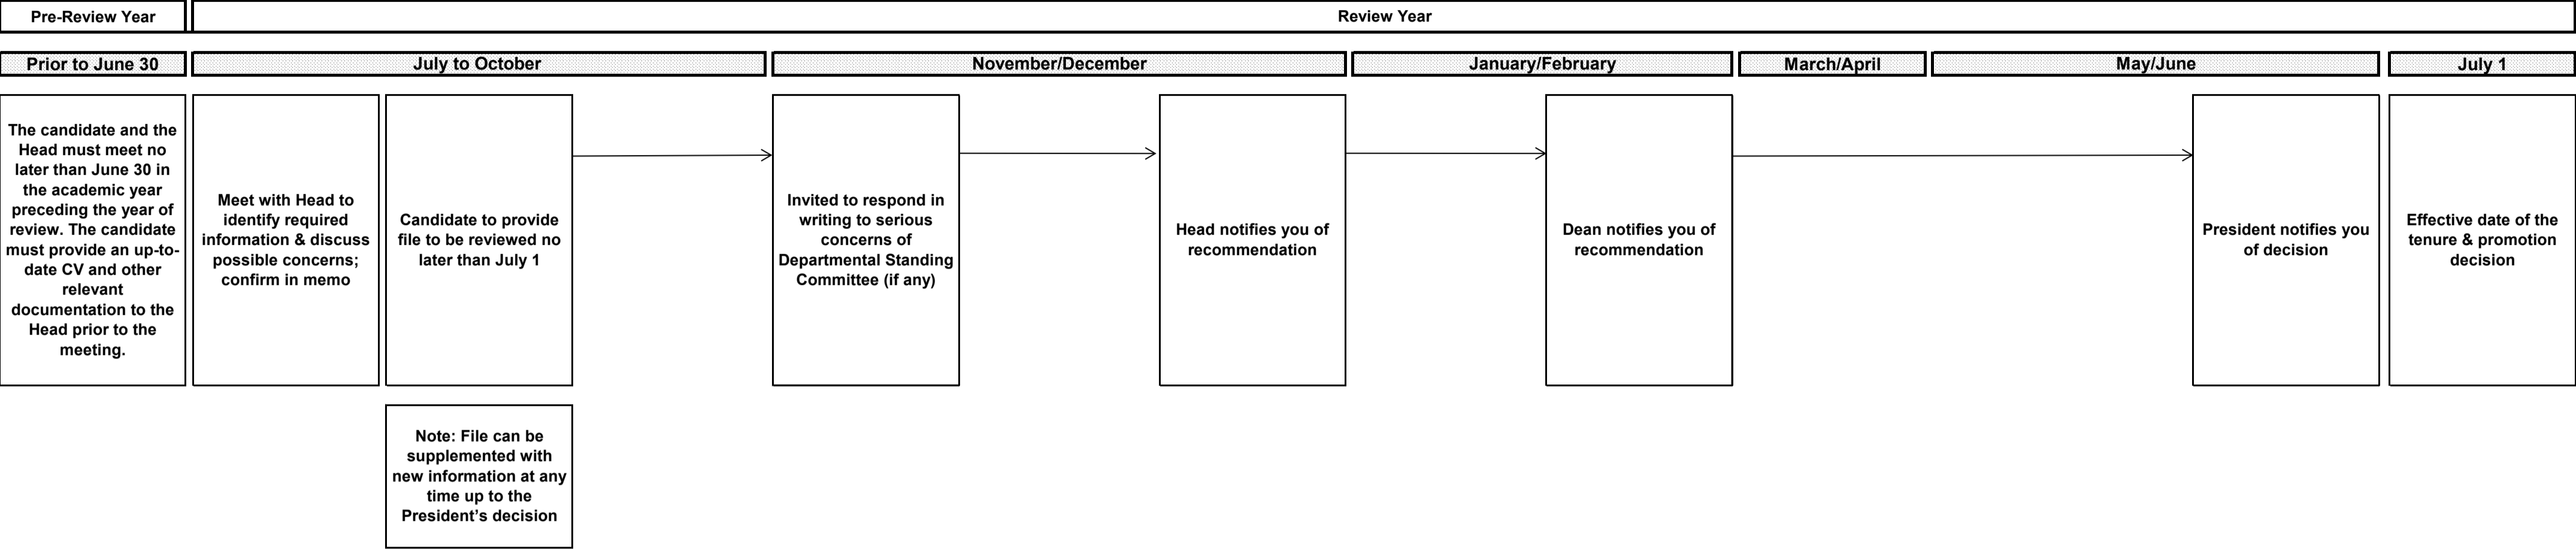 Pre-Review Year
Review Year
Prior to June 30
July to October
November/December
January/February
March/April
May/June
July 1
The candidate and the
Head must meet no
later than June 30 in
the academic year
preceding the year of
review. The candidate
must provide an up-to-
date CV and other
relevant
documentation to the
Head prior to the
meeting.
Meet with Head to
identify required
information & discuss
possible concerns;
confirm in memo
Candidate to provide
file to be reviewed no
later than July 1
Invited to respond in
writing to serious
concerns of
Departmental Standing
Committee (if any)
Head notifies you of
recommendation
Dean notifies you of
recommendation
President notifies you
of decision
Effective date of the
tenure & promotion
decision
Note: File can be
supplemented with
new information at any
time up to the
President’s decision